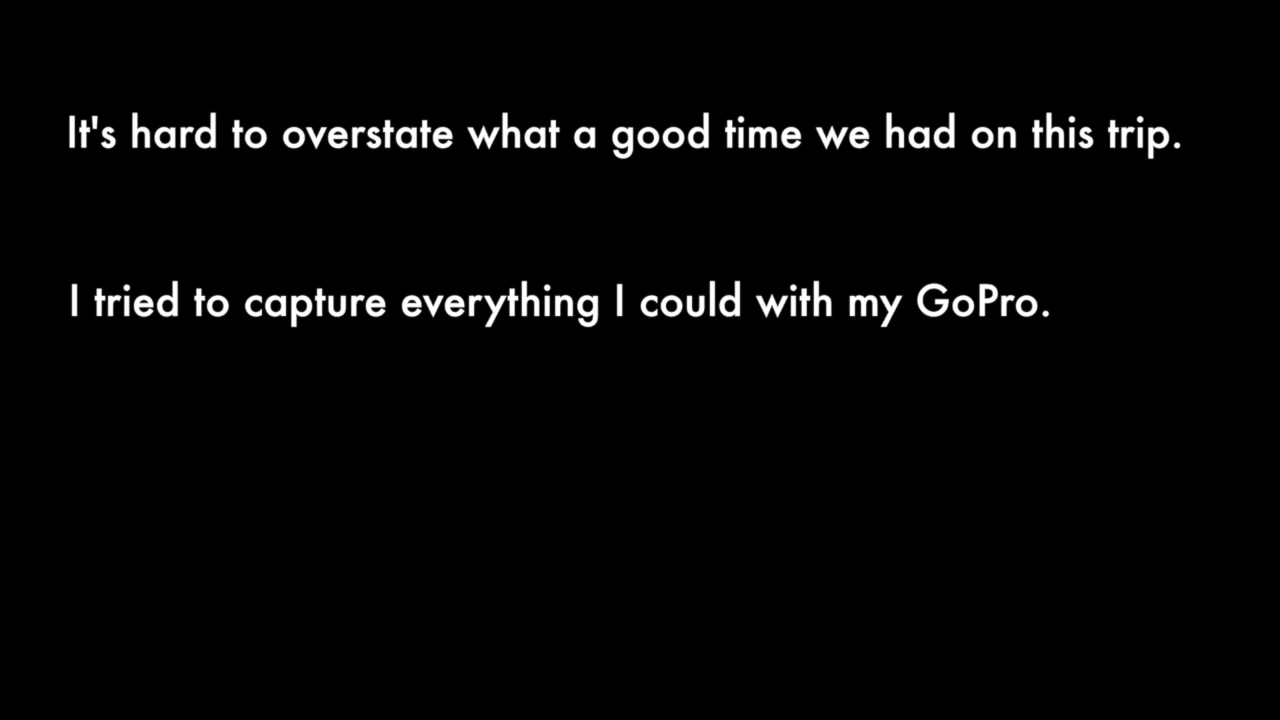 It's hard to overstate what a good time we had on this trip.
I tried to capture everything I could with my GoPro.